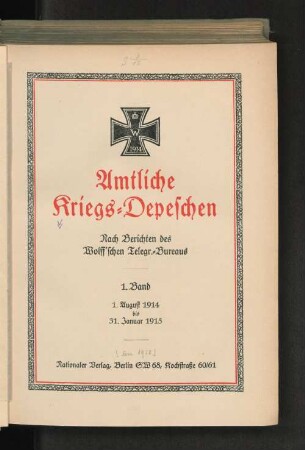 W
1914
Amtliche
Kriegs=Depeschen
Nach Berichten des
Wolff'schen Telegr.=Bureaus
1. Band
1. August 1914
bis
31. Januar 1915
Nationaler Verlag, Berlin SW 68, Kochstraße 60/61